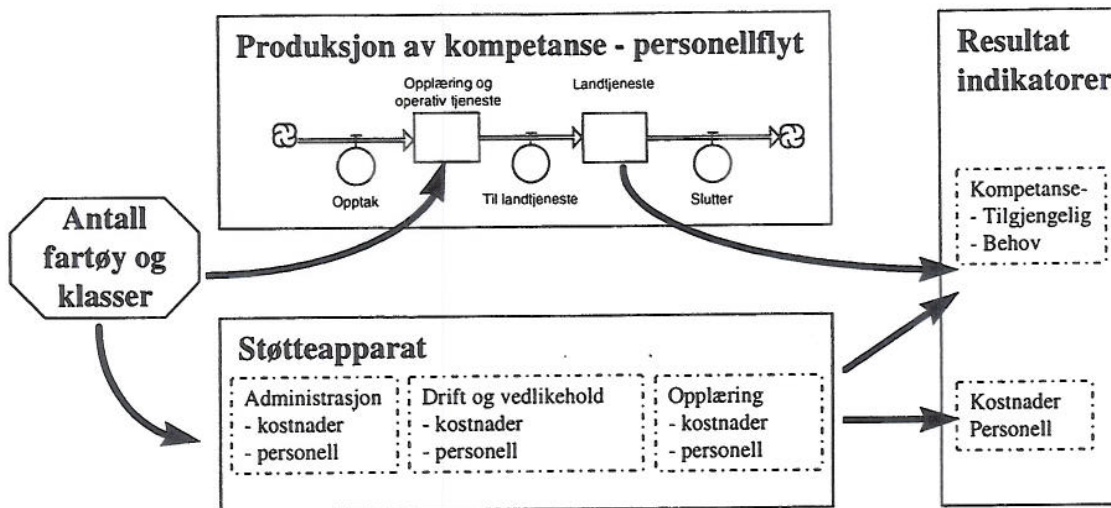 Produksjon av kompetanse - personellflyt
Opplæring og
operativ tjeneste
Landtjeneste
Opptak
Til landtjeneste
Slutter
Antall
fartøy og
klasser
Støtteapparat
Administrasjon
- kostnader
- personell
Drift og vedlikehold
- kostnader
- personell
Opplæring
- kostnader
- personell
Resultat
indikatorer
Kompetanse-
- Tilgjengelig
- Behov
Kostnader
Personell